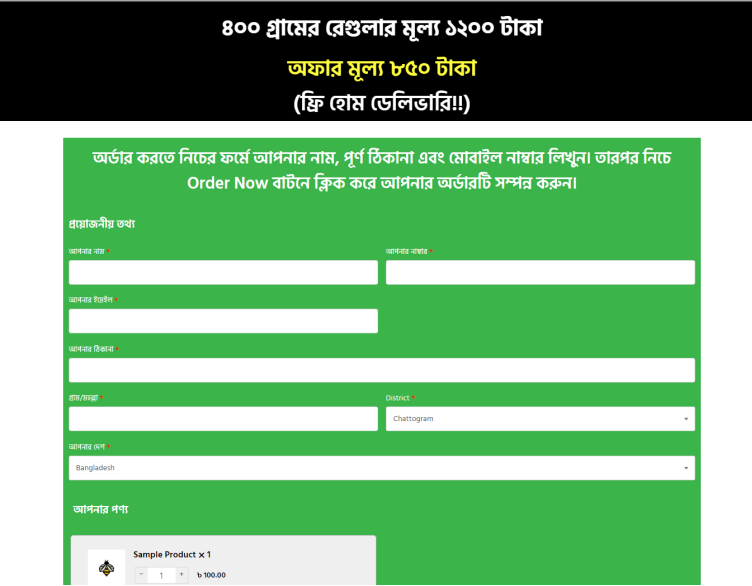 ৪০০ গ্রামের রেগুলার মূল্য ১২০০ টাকা
অফার মূল্য ৮৫০ টাকা
(ফ্রি হোম ডেলিভারি!!)
অর্ডার করতে নিচের ফর্মে আপনার নাম, পূর্ণ ঠিকানা এবং মোবাইল নাম্বার লিখুন। তারপর নিচে
Order Now বাটনে ক্লিক করে আপনার অর্ডারটি সম্পন্ন করুন।
প্রয়োজনীয় তথ্য
আপনার নাম *
আপনার নাম্বার *
আপনার ইমেইল *
আপনার ঠিকানা *
গ্রাম/মহল্লা *
District *
Chattogram
আপনার দেশ *
Bangladesh
আপনার পণ্য
Sample Product × 1
- 1 + ৳ 100.00